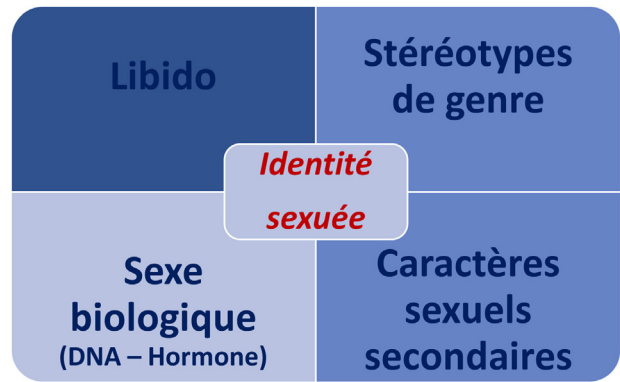 Libido
Stéréotypes
de genre
Identité
sexuée
Sexe
biologique
(DNA – Hormone)
Caractères
sexuels
secondaires